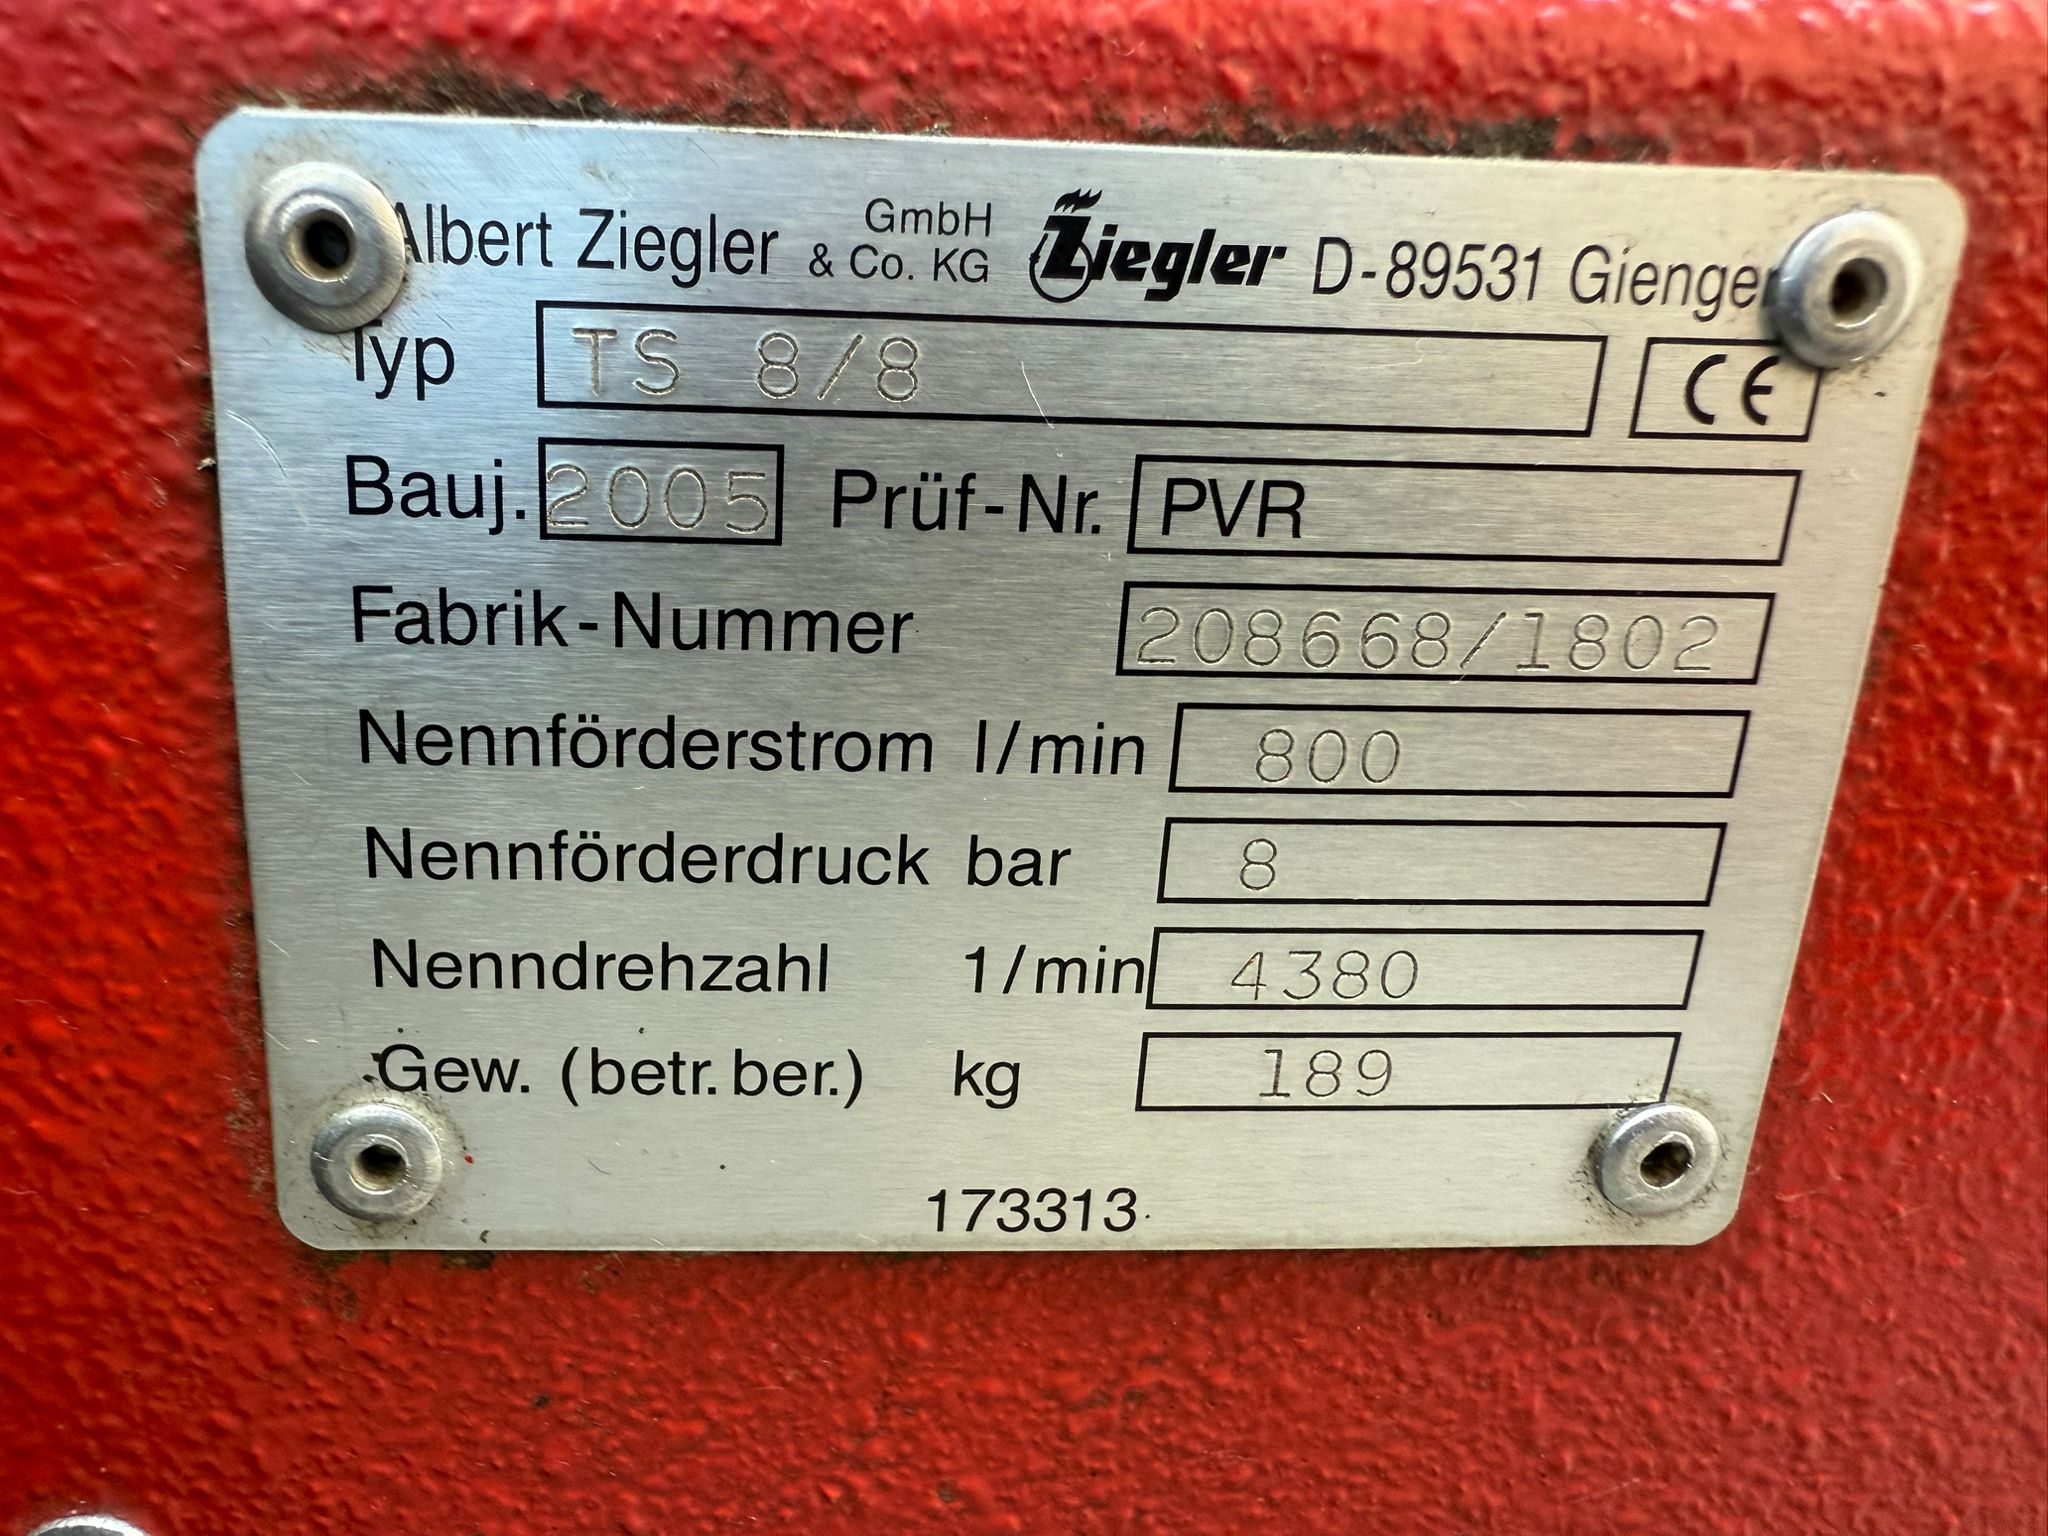 Albert Ziegler GmbH & Co. KG Ziegler D-89531 Giengen
Typ TS 8/8 CE
Bauj. 2005 Prüf-Nr. PVR
Fabrik-Nummer 208668/1802
Nennförderstrom l/min 800
Nennförderdruck bar 8
Nenndrehzahl 1/min 4380
Gew. (betr. ber.) kg 189
173313